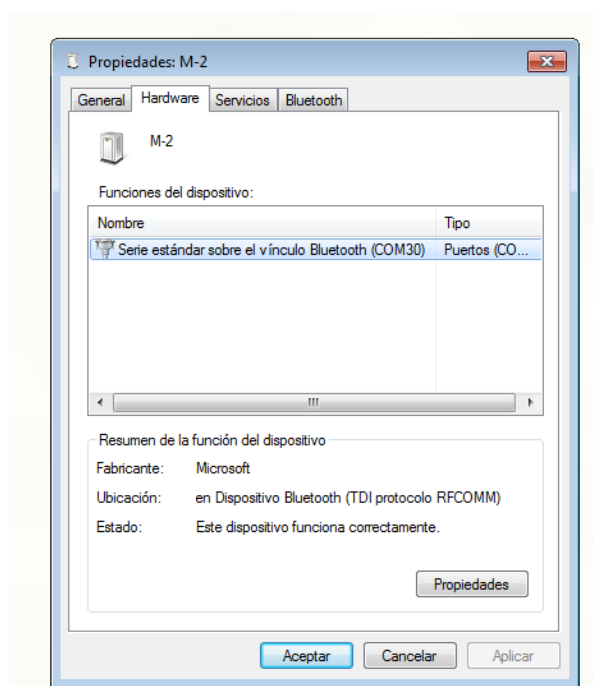 Propiedades: M-2
General Hardware Servicios Bluetooth
M-2
Funciones del dispositivo:
Nombre Tipo
Serie estándar sobre el vínculo Bluetooth (COM30) Puertos (CO...
Resumen de la función del dispositivo
Fabricante: Microsoft
Ubicación: en Dispositivo Bluetooth (TDI protocolo RFCOMM)
Estado: Este dispositivo funciona correctamente.
Propiedades
Aceptar Cancelar Aplicar